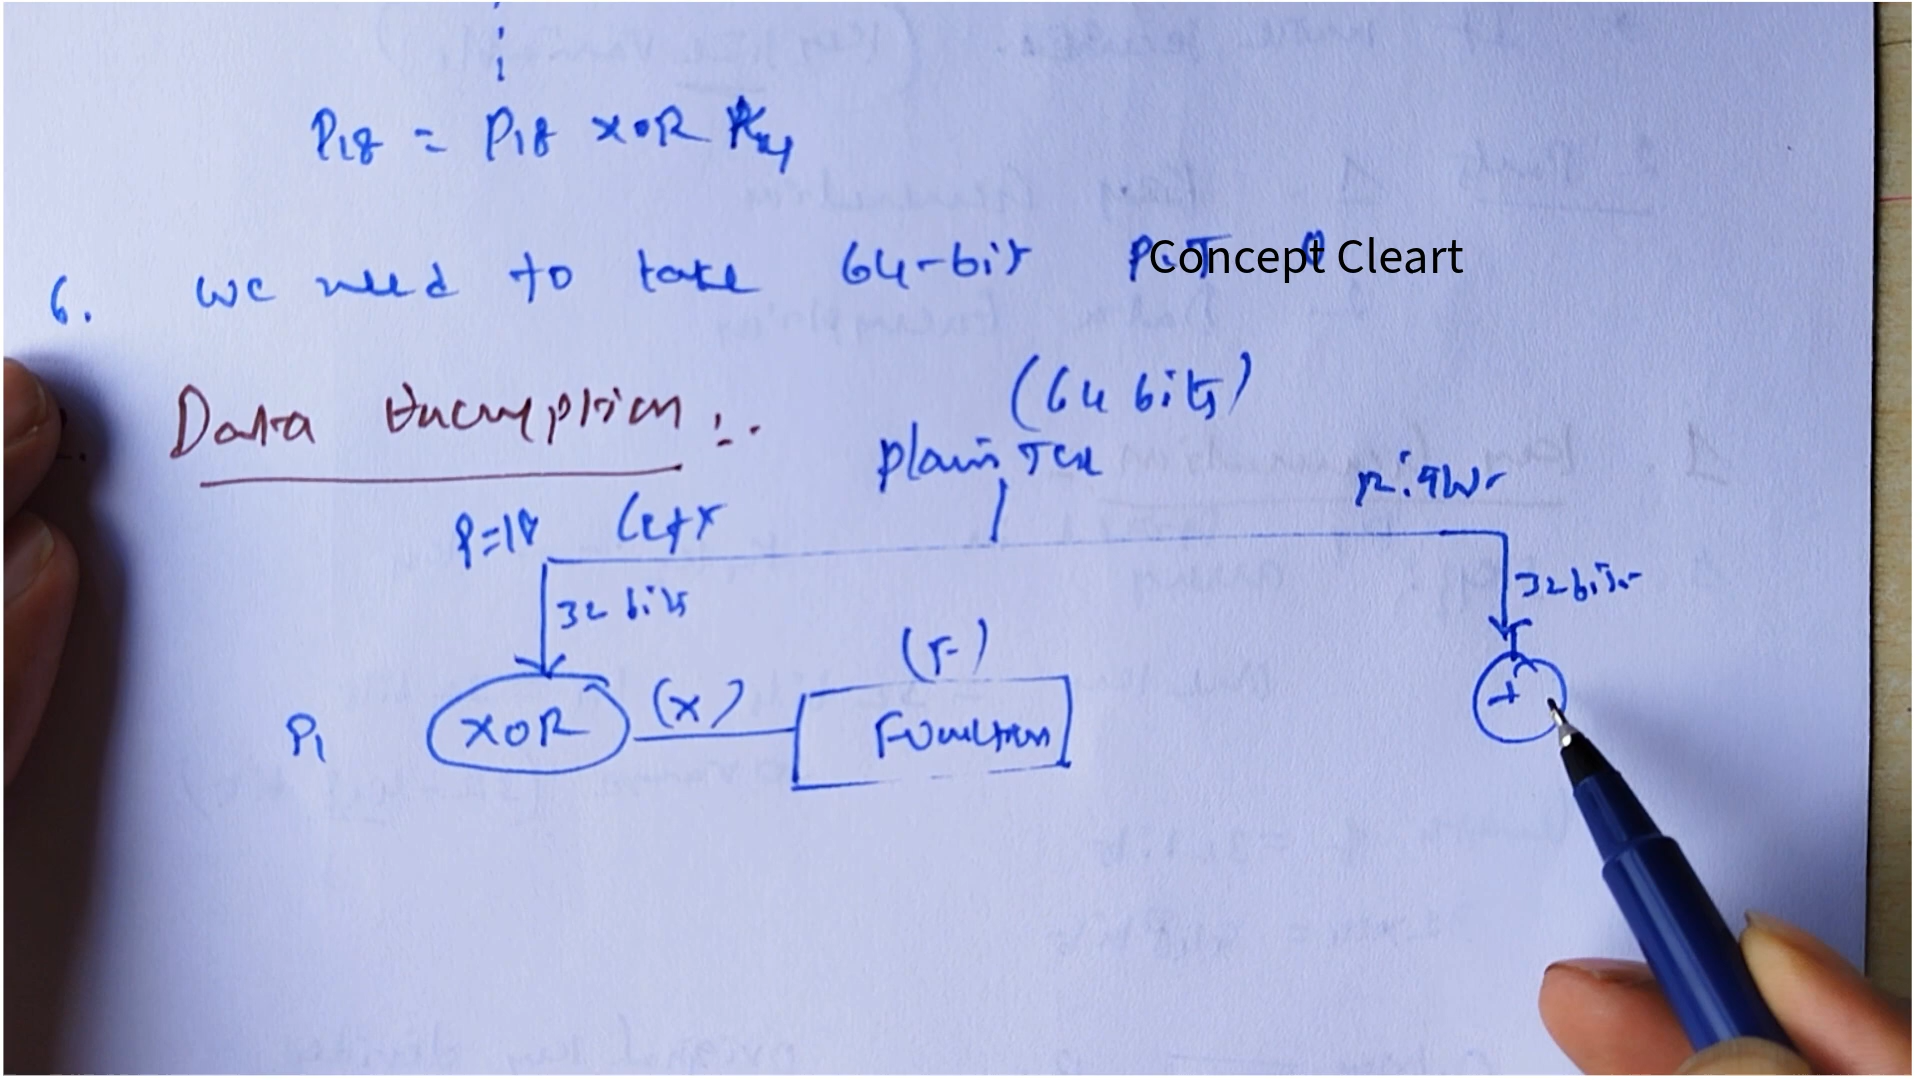 P18 = P18 XOR K14
6. We need to take 64-bit P.T
Concept Cleart
Data Encryption :.
(64 bits)
plain Text
P=18 Left
Right
32 bits
32 bits
(F)
P1 XOR (x) Function
+